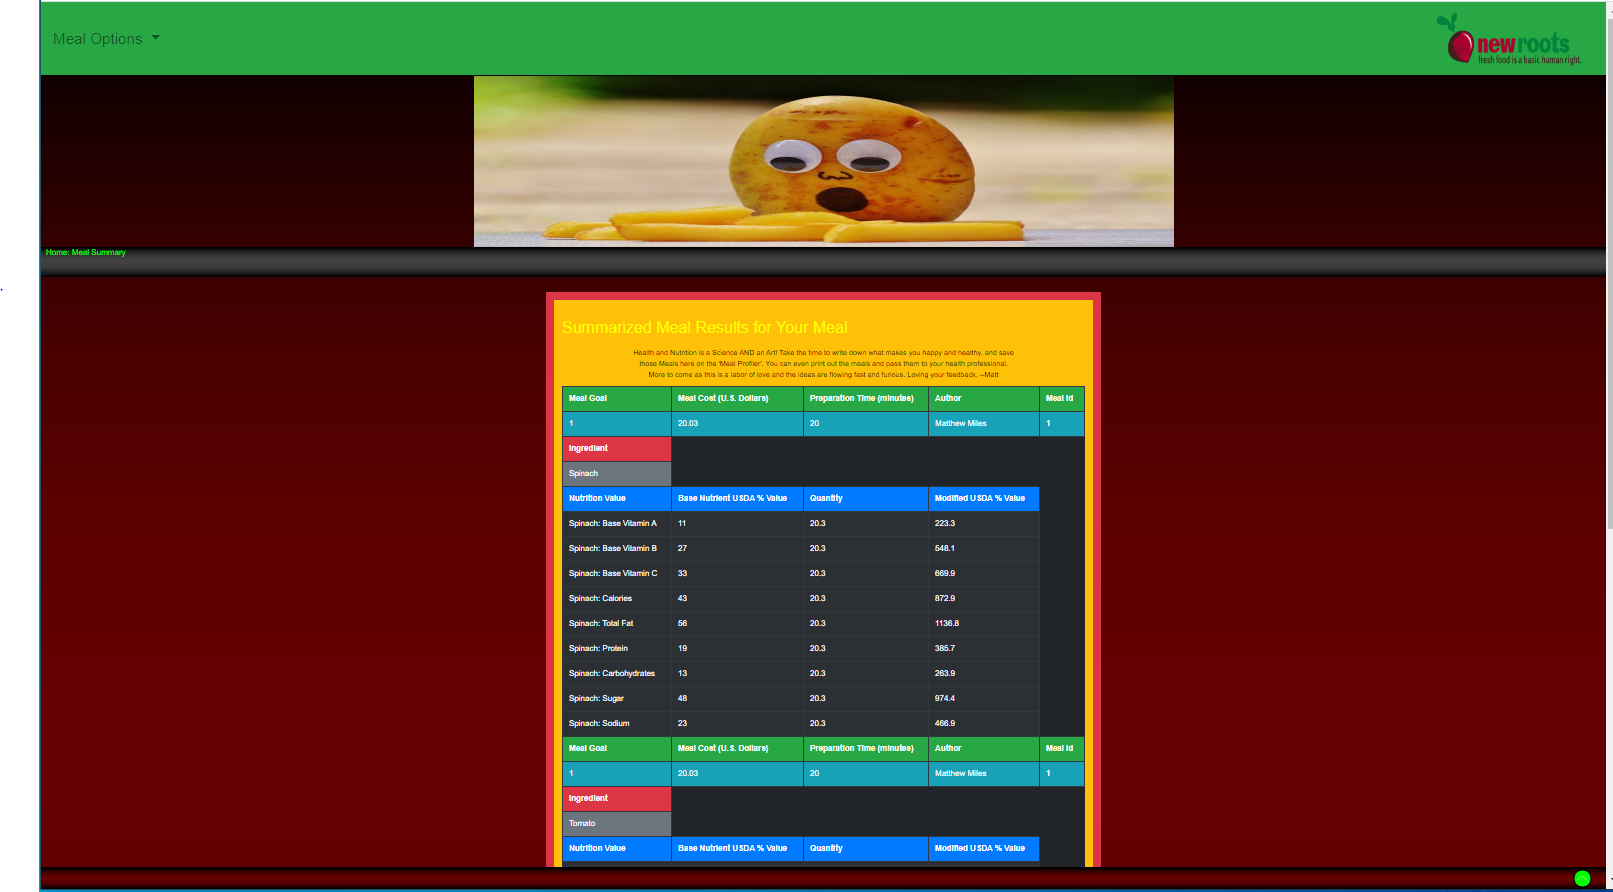 Meal Options
newroots
fresh food is a basic human right.
Home: Meal Summary
.
Summarized Meal Results for Your Meal
Health and Nutrition is a Science AND an Art! Take the time to write down what makes you happy and healthy, and save
those Meals here on the 'Meal Profiler'. You can even print out the meals and pass them to your health professional.
More to come as this is a labor of love and the ideas are flowing fast and furious. Loving your feedback. --Matt
Meal Goal Meal Cost (U.S. Dollars) Preparation Time (minutes) Author Meal Id
1 20.03 20 Matthew Miles 1
Ingredient
Spinach
Nutrition Value Base Nutrient USDA % Value Quantity Modified USDA % Value
Spinach: Base Vitamin A 11 20.3 223.3
Spinach: Base Vitamin B 27 20.3 548.1
Spinach: Base Vitamin C 33 20.3 669.9
Spinach: Calories 43 20.3 872.9
Spinach: Total Fat 56 20.3 1136.8
Spinach: Protein 19 20.3 385.7
Spinach: Carbohydrates 13 20.3 263.9
Spinach: Sugar 48 20.3 974.4
Spinach: Sodium 23 20.3 466.9
Meal Goal Meal Cost (U.S. Dollars) Preparation Time (minutes) Author Meal Id
1 20.03 20 Matthew Miles 1
Ingredient
Tomato
Nutrition Value Base Nutrient USDA % Value Quantity Modified USDA % Value